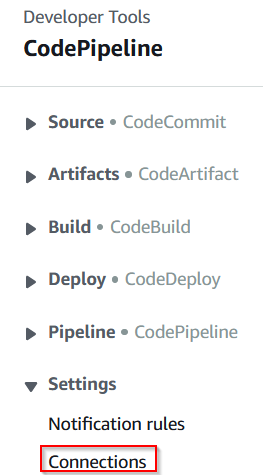 Developer Tools
CodePipeline
Source • CodeCommit
Artifacts • CodeArtifact
Build • CodeBuild
Deploy • CodeDeploy
Pipeline • CodePipeline
Settings
Notification rules
Connections